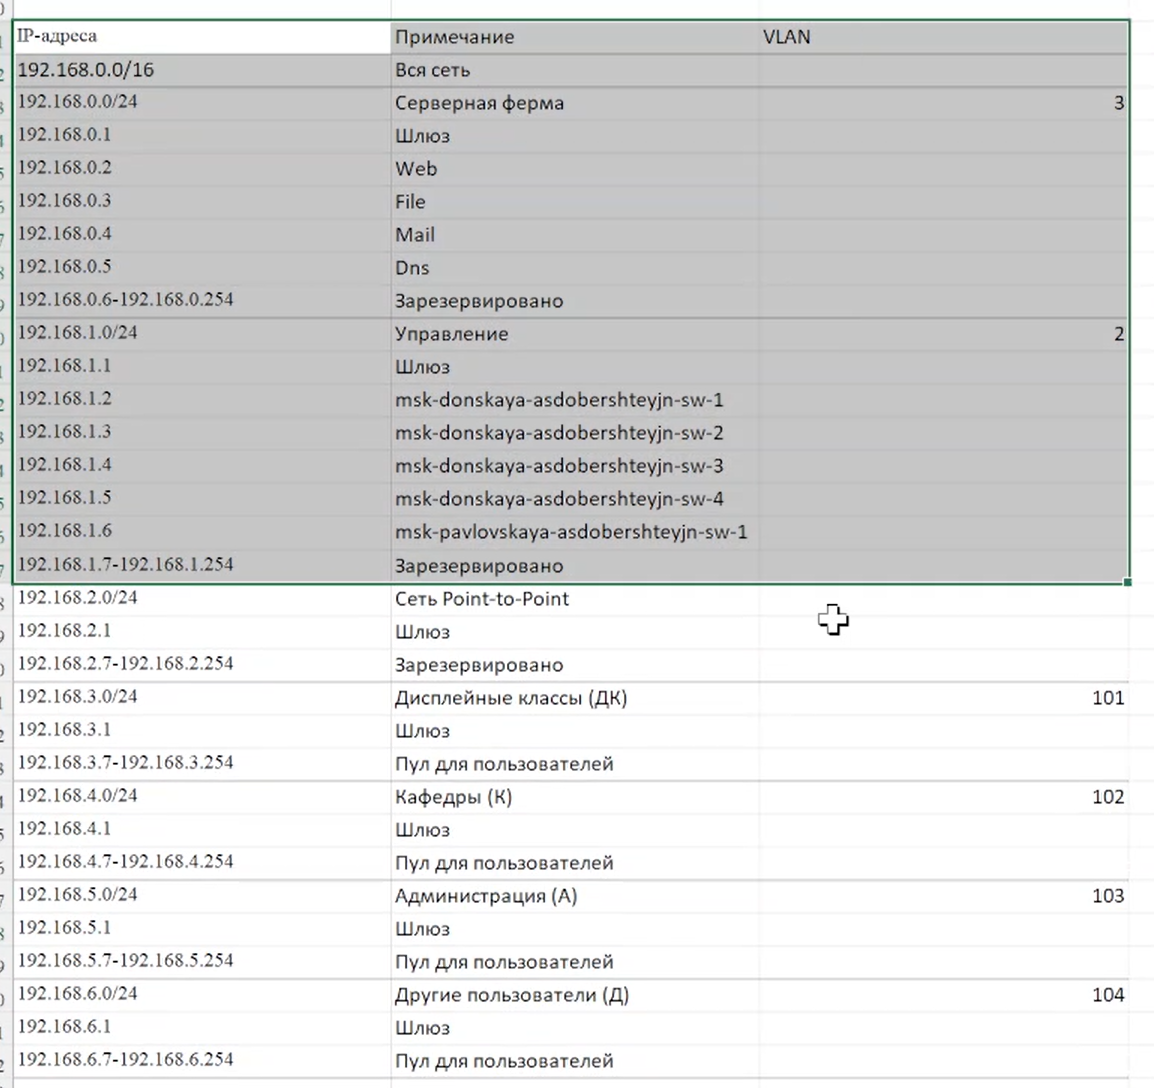 IP-адреса Примечание VLAN
192.168.0.0/16 Вся сеть
192.168.0.0/24 Серверная ферма 3
192.168.0.1 Шлюз
192.168.0.2 Web
192.168.0.3 File
192.168.0.4 Mail
192.168.0.5 Dns
192.168.0.6-192.168.0.254 Зарезервировано
192.168.1.0/24 Управление 2
192.168.1.1 Шлюз
192.168.1.2 msk-donskaya-asdobershteyjn-sw-1
192.168.1.3 msk-donskaya-asdobershteyjn-sw-2
192.168.1.4 msk-donskaya-asdobershteyjn-sw-3
192.168.1.5 msk-donskaya-asdobershteyjn-sw-4
192.168.1.6 msk-pavlovskaya-asdobershteyjn-sw-1
192.168.1.7-192.168.1.254 Зарезервировано
192.168.2.0/24 Сеть Point-to-Point
192.168.2.1 Шлюз
192.168.2.7-192.168.2.254 Зарезервировано
192.168.3.0/24 Дисплейные классы (ДК) 101
192.168.3.1 Шлюз
192.168.3.7-192.168.3.254 Пул для пользователей
192.168.4.0/24 Кафедры (К) 102
192.168.4.1 Шлюз
192.168.4.7-192.168.4.254 Пул для пользователей
192.168.5.0/24 Администрация (А) 103
192.168.5.1 Шлюз
192.168.5.7-192.168.5.254 Пул для пользователей
192.168.6.0/24 Другие пользователи (Д) 104
192.168.6.1 Шлюз
192.168.6.7-192.168.6.254 Пул для пользователей